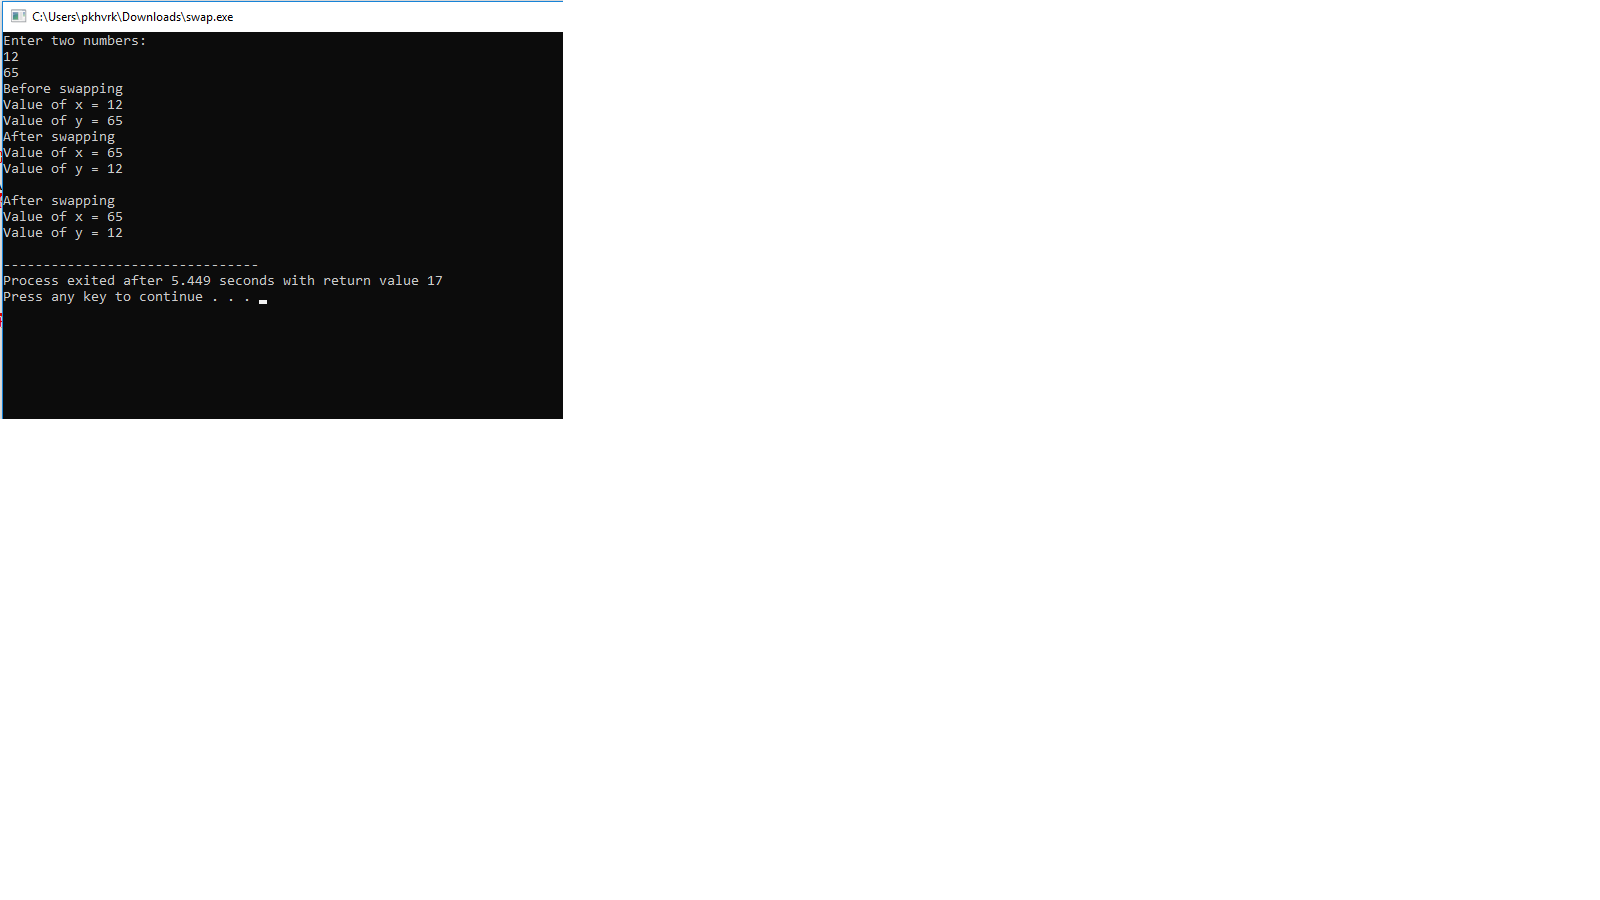 C:\Users\pkhvrk\Downloads\swap.exe
Enter two numbers:
12
65
Before swapping
Value of x = 12
Value of y = 65
After swapping
Value of x = 65
Value of y = 12

After swapping
Value of x = 65
Value of y = 12

--------------------------------
Process exited after 5.449 seconds with return value 17
Press any key to continue . . .